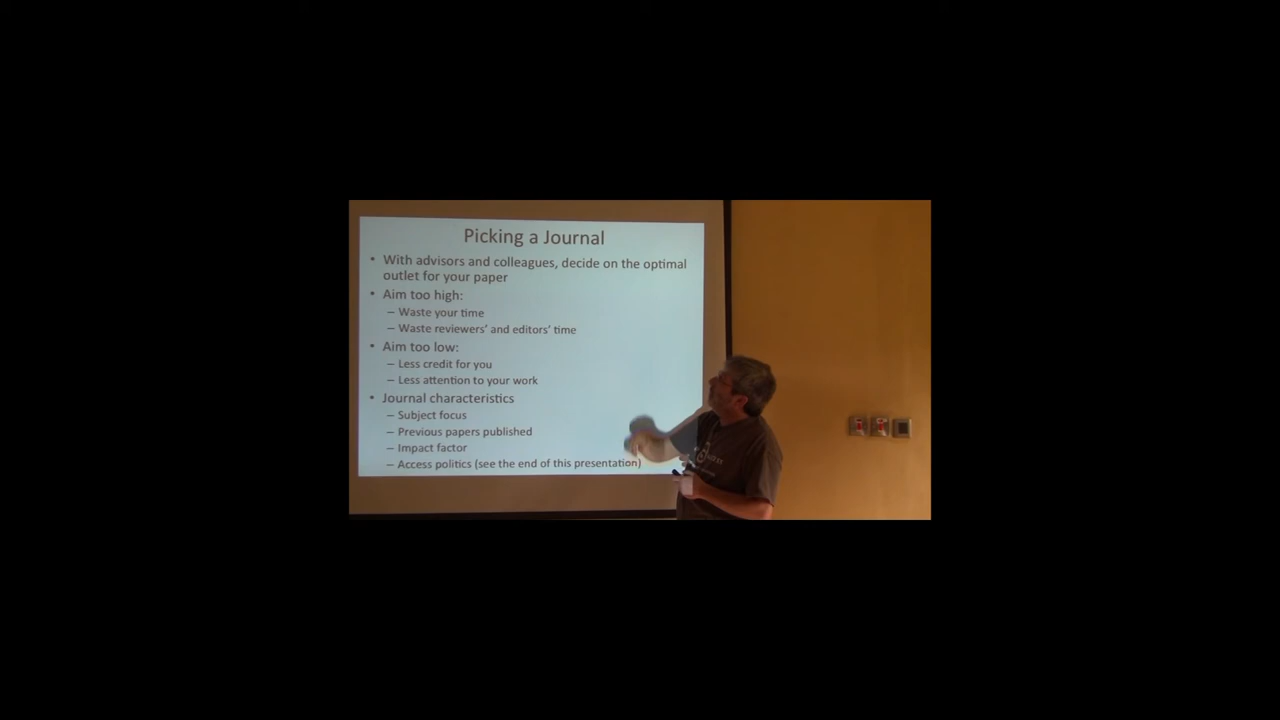 Picking a Journal
• With advisors and colleagues, decide on the optimal
outlet for your paper
• Aim too high:
– Waste your time
– Waste reviewers' and editors' time
• Aim too low:
– Less credit for you
– Less attention to your work
• Journal characteristics
– Subject focus
– Previous papers published
– Impact factor
– Access politics (see the end of this presentation)